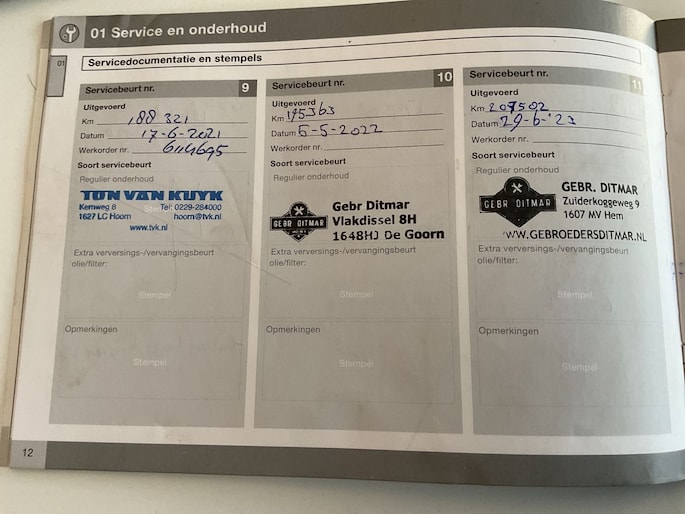 01 Service en onderhoud
01
Servicedocumentatie en stempels
Servicebeurt nr. 9
Uitgevoerd
Km 188 321
Datum 17-6-2021
Werkorder nr. 6114695
Soort servicebeurt
Regulier onderhoud
TON VAN KUYK
Kernweg 8 Tel: 0229-284000
1627 LC Hoorn hoorn@tvk.nl
www.tvk.nl
Extra verversings-/vervangingsbeurt
olie/filter:
Stempel
Opmerkingen
Stempel
Servicebeurt nr. 10
Uitgevoerd
Km 195363
Datum 6-5-2022
Werkorder nr.
Soort servicebeurt
Regulier onderhoud
GEBR DITMAR
Gebr Ditmar
Vlakdissel 8H
1648HJ De Goorn
Extra verversings-/vervangingsbeurt
olie/filter:
Stempel
Opmerkingen
Stempel
Servicebeurt nr. 11
Uitgevoerd
Km 207502
Datum 29-6-'23
Werkorder nr.
Soort servicebeurt
Regulier onderhoud
GEBR DITMAR
GEBR. DITMAR
Zuiderkoggeweg 9
1607 MV Hem
WWW.GEBROEDERSDITMAR.NL
Extra verversings-/vervangingsbeurt
olie/filter:
Stempel
Opmerkingen
Stempel
12